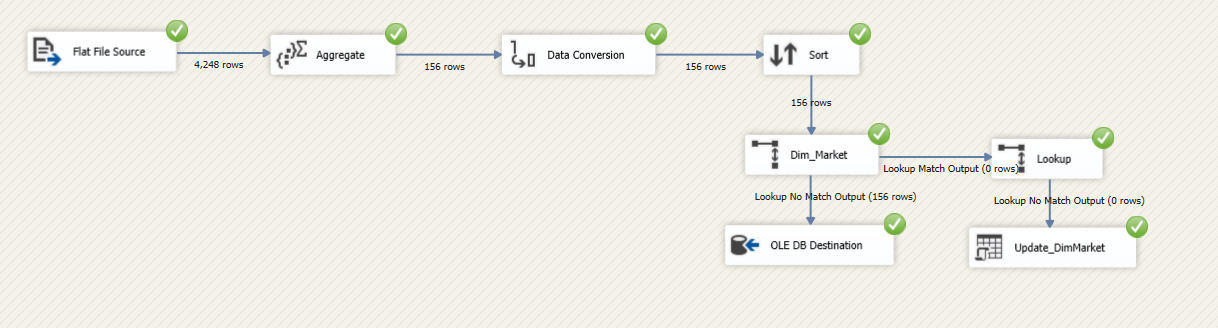 Flat File Source
4,248 rows
Aggregate
156 rows
Data Conversion
156 rows
Sort
156 rows
Dim_Market
Lookup Match Output (0 rows)
Lookup
Lookup No Match Output (156 rows)
Lookup No Match Output (0 rows)
OLE DB Destination
Update_DimMarket